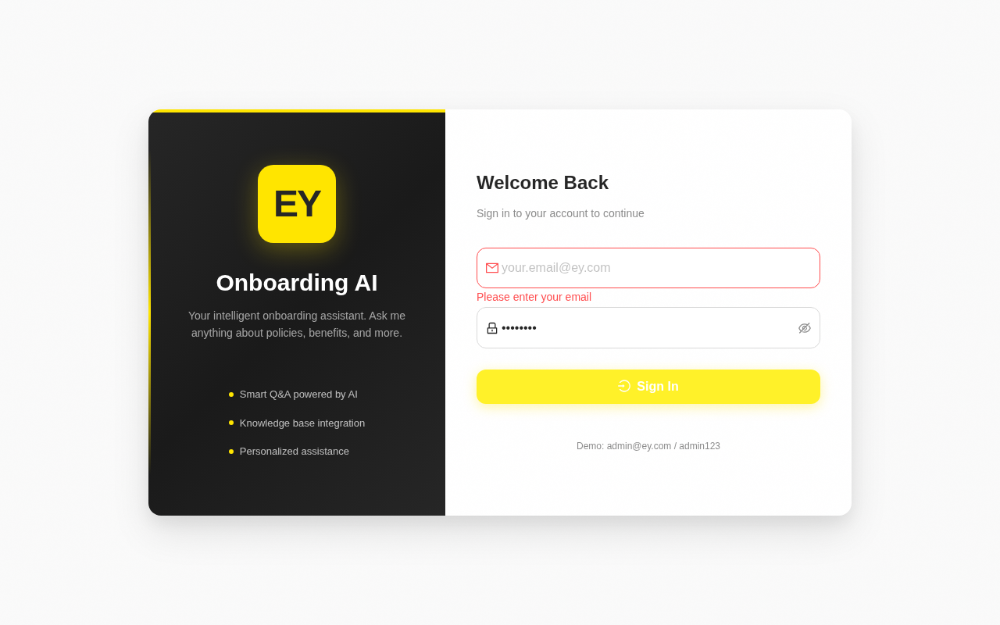 EY
Onboarding AI
Your intelligent onboarding assistant. Ask me
anything about policies, benefits, and more.
Smart Q&A powered by AI
Knowledge base integration
Personalized assistance
Welcome Back
Sign in to your account to continue
your.email@ey.com
Please enter your email
••••••••
Sign In
Demo: admin@ey.com / admin123